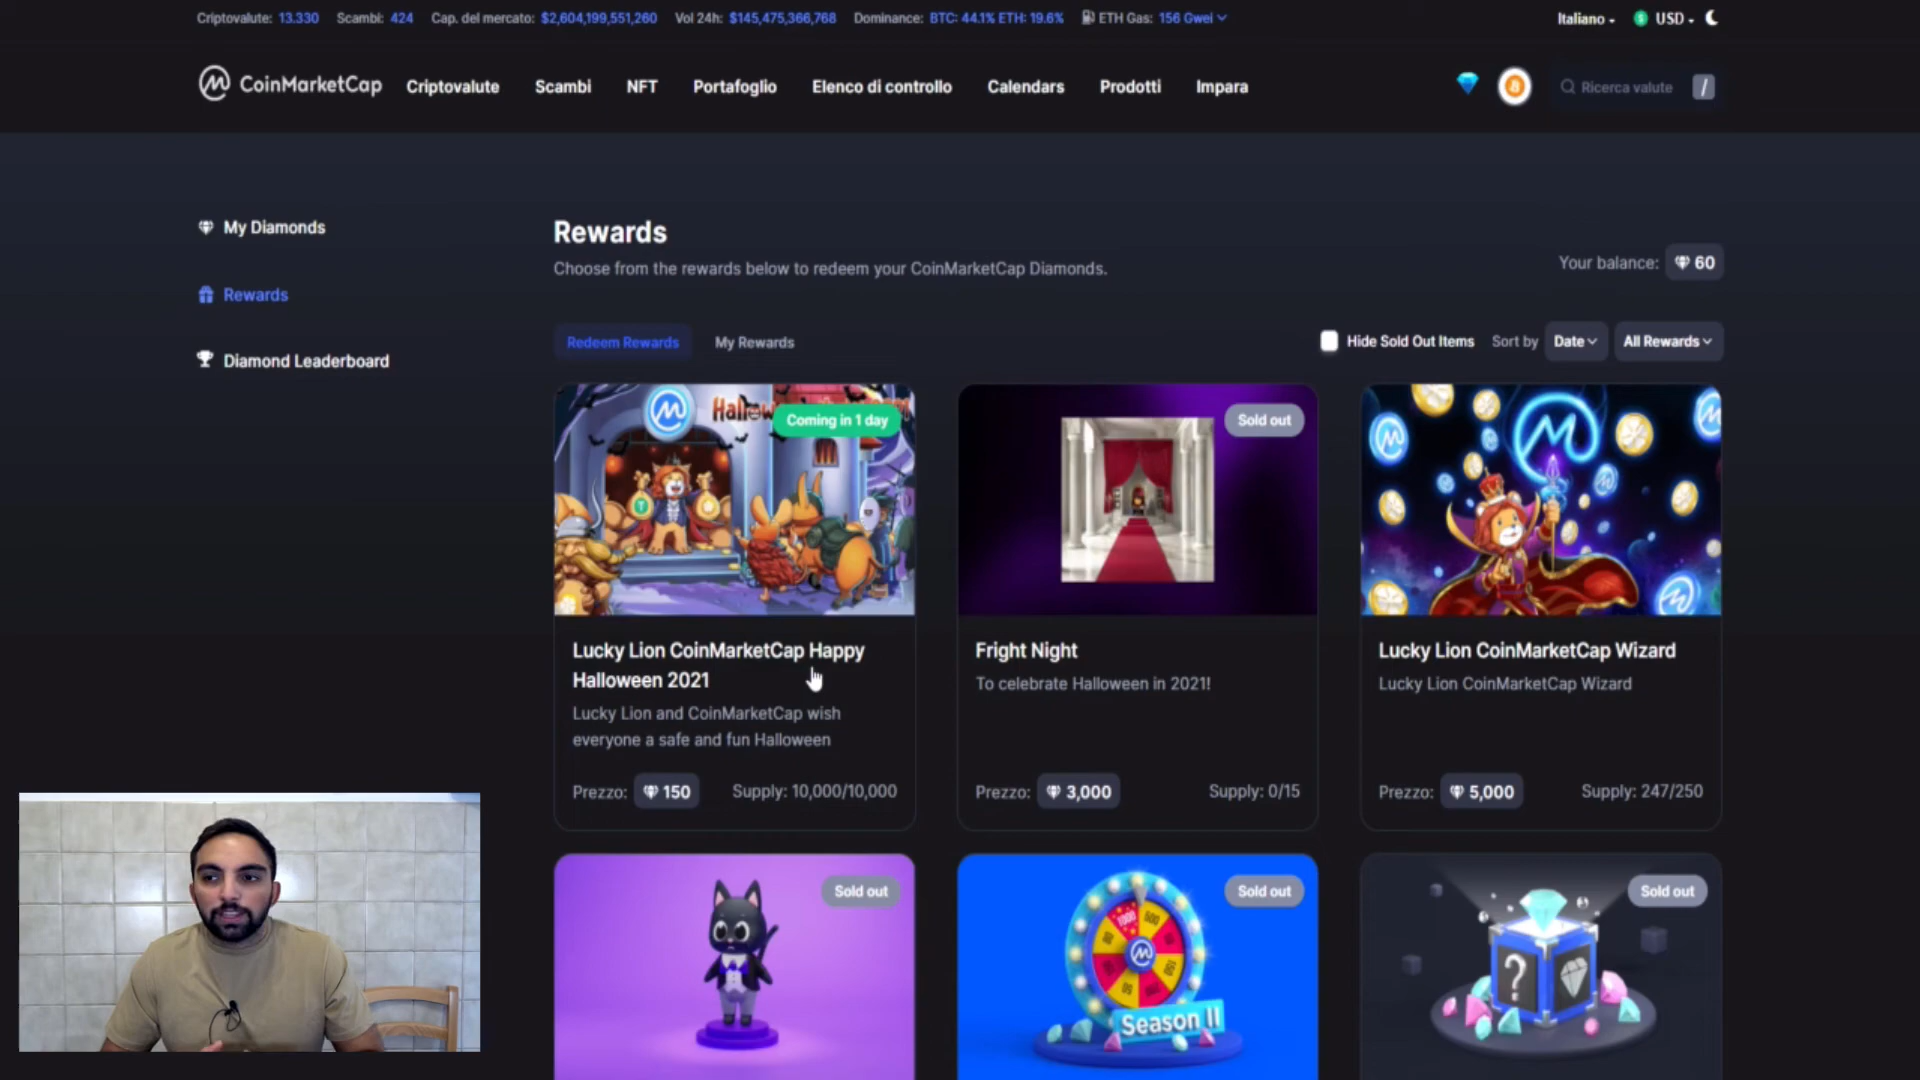 Criptovalute: 13.330 Scambi: 424 Cap. del mercato: $2,604,199,551,260 Vol 24h: $145,475,366,768 Dominance: BTC: 44.1% ETH: 19.6% ETH Gas: 156 Gwei
Italiano USD
CoinMarketCap Criptovalute Scambi NFT Portafoglio Elenco di controllo Calendars Prodotti Impara
Ricerca valute /
My Diamonds
Rewards
Diamond Leaderboard
Rewards
Choose from the rewards below to redeem your CoinMarketCap Diamonds.
Your balance: 60
Redeem Rewards My Rewards
Hide Sold Out Items Sort by Date All Rewards
Coming in 1 day
Lucky Lion CoinMarketCap Happy
Halloween 2021
Lucky Lion and CoinMarketCap wish
everyone a safe and fun Halloween
Prezzo: 150 Supply: 10,000/10,000
Sold out
Fright Night
To celebrate Halloween in 2021!
Prezzo: 3,000 Supply: 0/15
Lucky Lion CoinMarketCap Wizard
Lucky Lion CoinMarketCap Wizard
Prezzo: 5,000 Supply: 247/250
Sold out
Sold out
Season II
Sold out
?